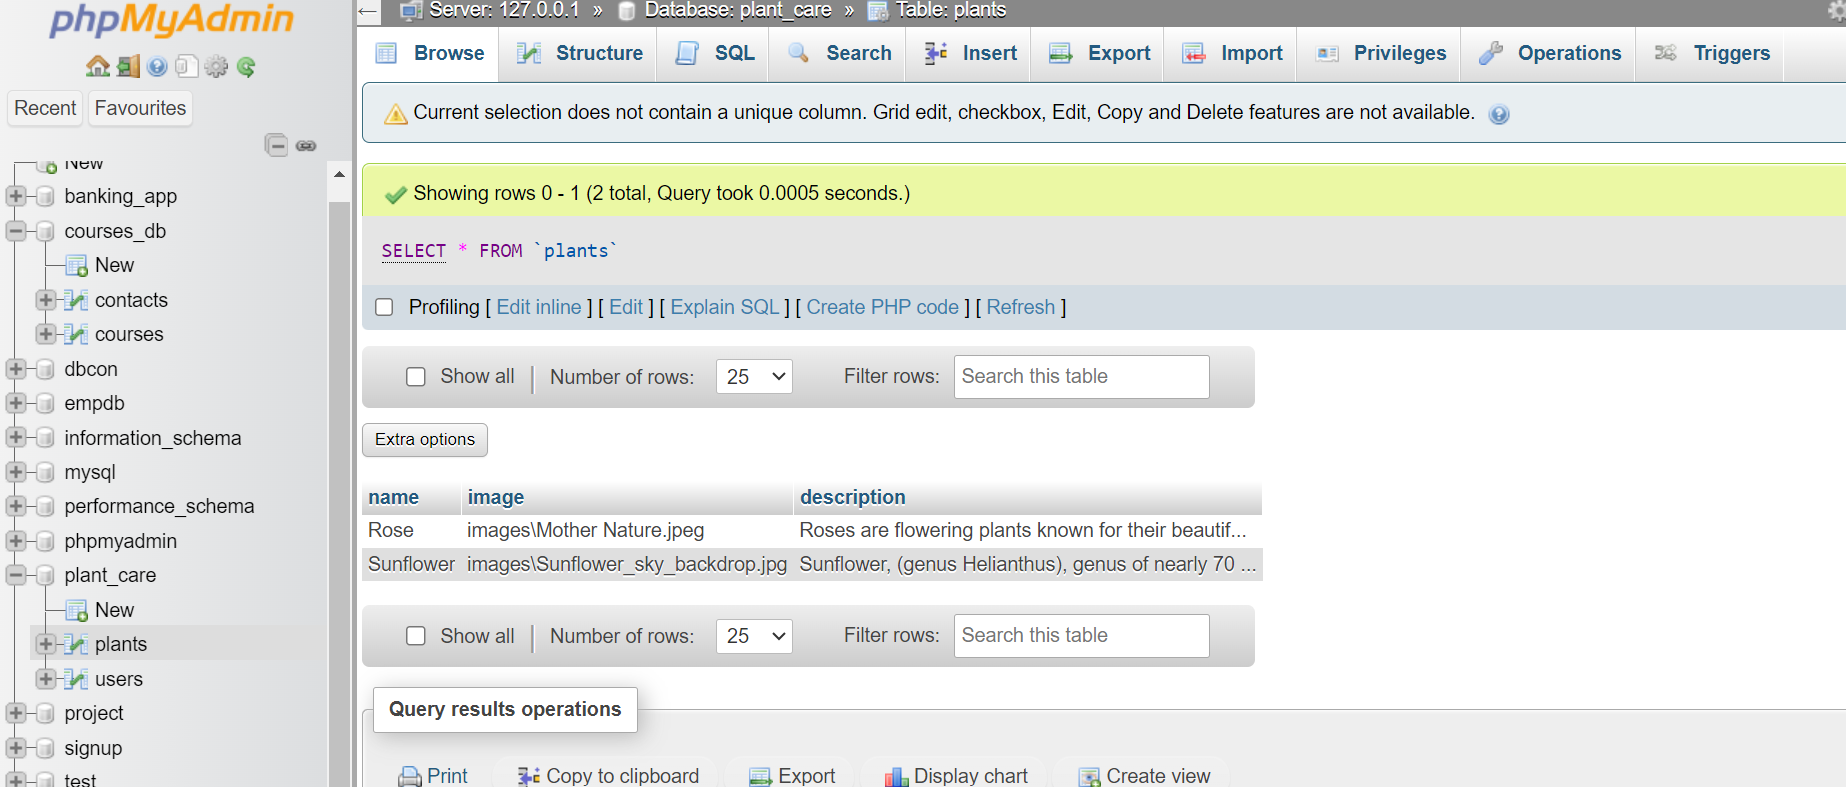 phpMyAdmin
Recent
Favourites
New
banking_app
courses_db
New
contacts
courses
dbcon
empdb
information_schema
mysql
performance_schema
phpmyadmin
plant_care
New
plants
users
project
signup
test
Server: 127.0.0.1 » Database: plant_care » Table: plants
Browse Structure SQL Search Insert Export Import Privileges Operations Triggers
Current selection does not contain a unique column. Grid edit, checkbox, Edit, Copy and Delete features are not available.
Showing rows 0 - 1 (2 total, Query took 0.0005 seconds.)
SELECT * FROM `plants`
Profiling [ Edit inline ] [ Edit ] [ Explain SQL ] [ Create PHP code ] [ Refresh ]
Show all | Number of rows: 25 Filter rows: Search this table
Extra options
name image description
Rose images\Mother Nature.jpeg Roses are flowering plants known for their beautif...
Sunflower images\Sunflower_sky_backdrop.jpg Sunflower, (genus Helianthus), genus of nearly 70 ...
Show all | Number of rows: 25 Filter rows: Search this table
Query results operations
Print Copy to clipboard Export Display chart Create view